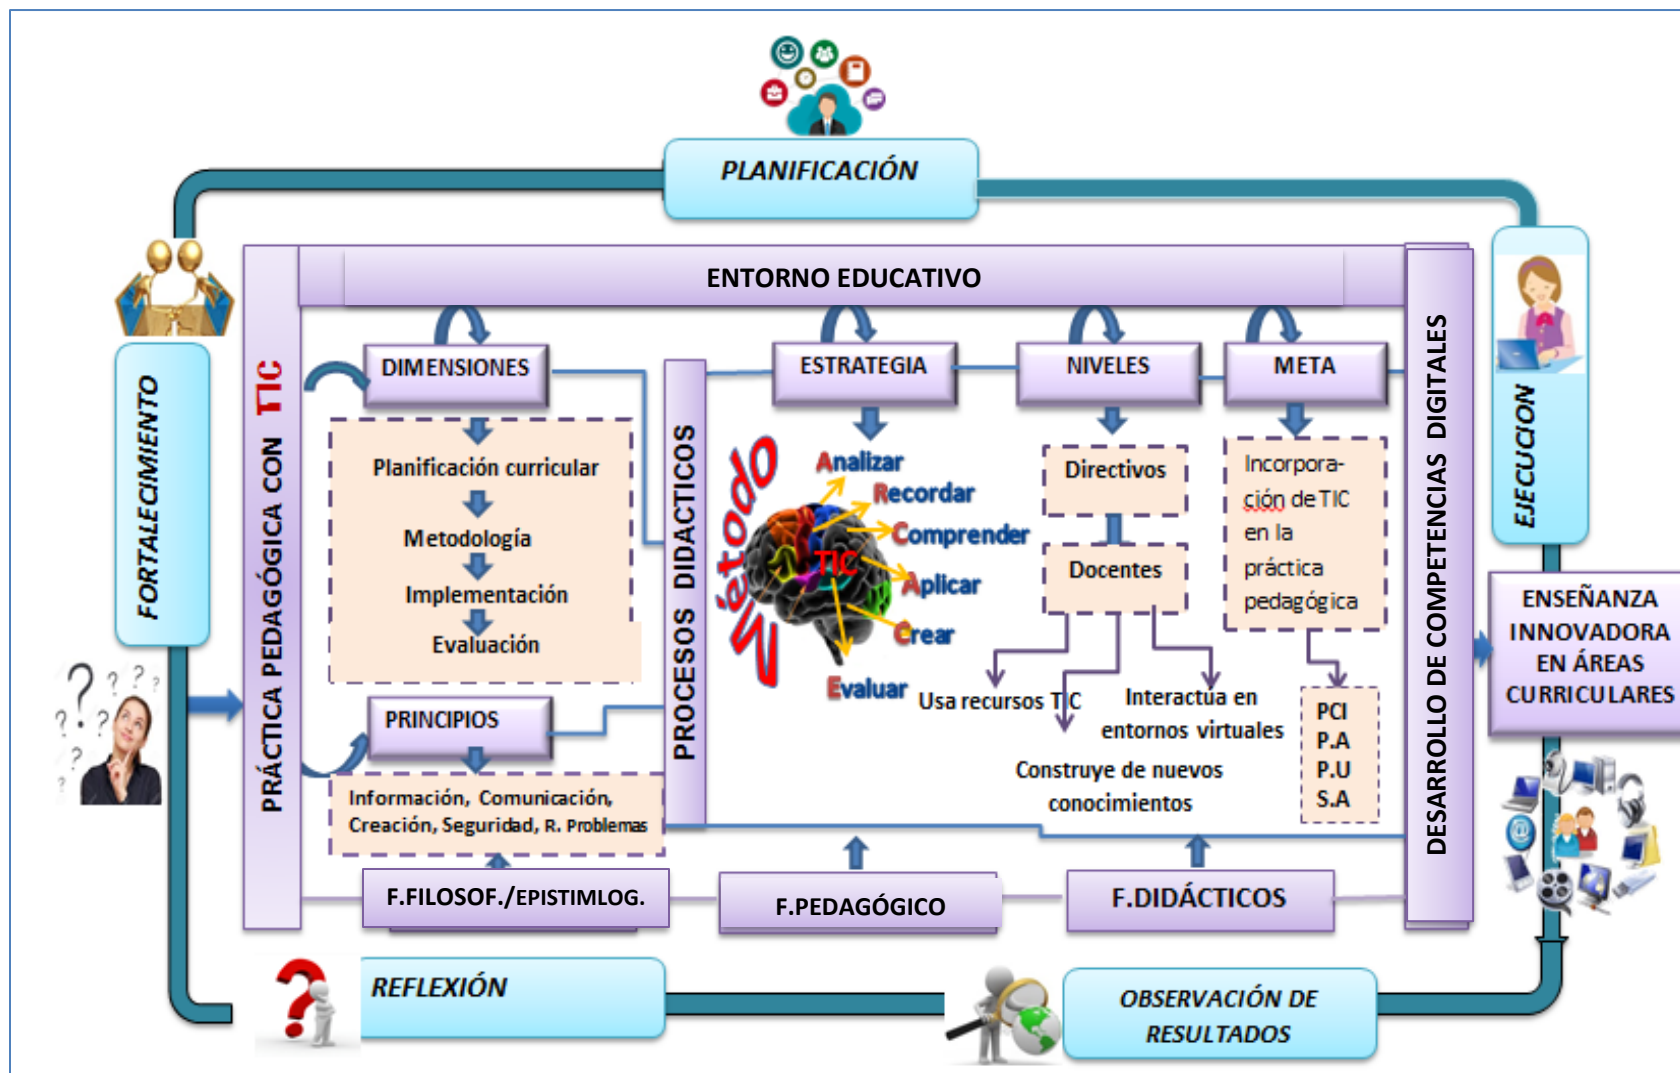 PLANIFICACIÓN
ENTORNO EDUCATIVO
FORTALECIMIENTO
PRÁCTICA PEDAGÓGICA CON TIC
DIMENSIONES
Planificación curricular
Metodología
Implementación
Evaluación
PRINCIPIOS
Información, Comunicación,
Creación, Seguridad, R. Problemas
PROCESOS DIDACTICOS
ESTRATEGIA
Método
TIC
Analizar
Recordar
Comprender
Aplicar
Crear
Evaluar
NIVELES
Directivos
Docentes
Usa recursos TIC
Interactua en
entornos virtuales
Construye de nuevos
conocimientos
META
Incorpora-
ción de TIC
en la
práctica
pedagógica
PCI
P.A
P.U
S.A
DESARROLLO DE COMPETENCIAS DIGITALES
EJECUCION
ENSEÑANZA
INNOVADORA
EN ÁREAS
CURRICULARES
F.FILOSOF./EPISTIMLOG.
F.PEDAGÓGICO
F.DIDÁCTICOS
REFLEXIÓN
OBSERVACIÓN DE
RESULTADOS